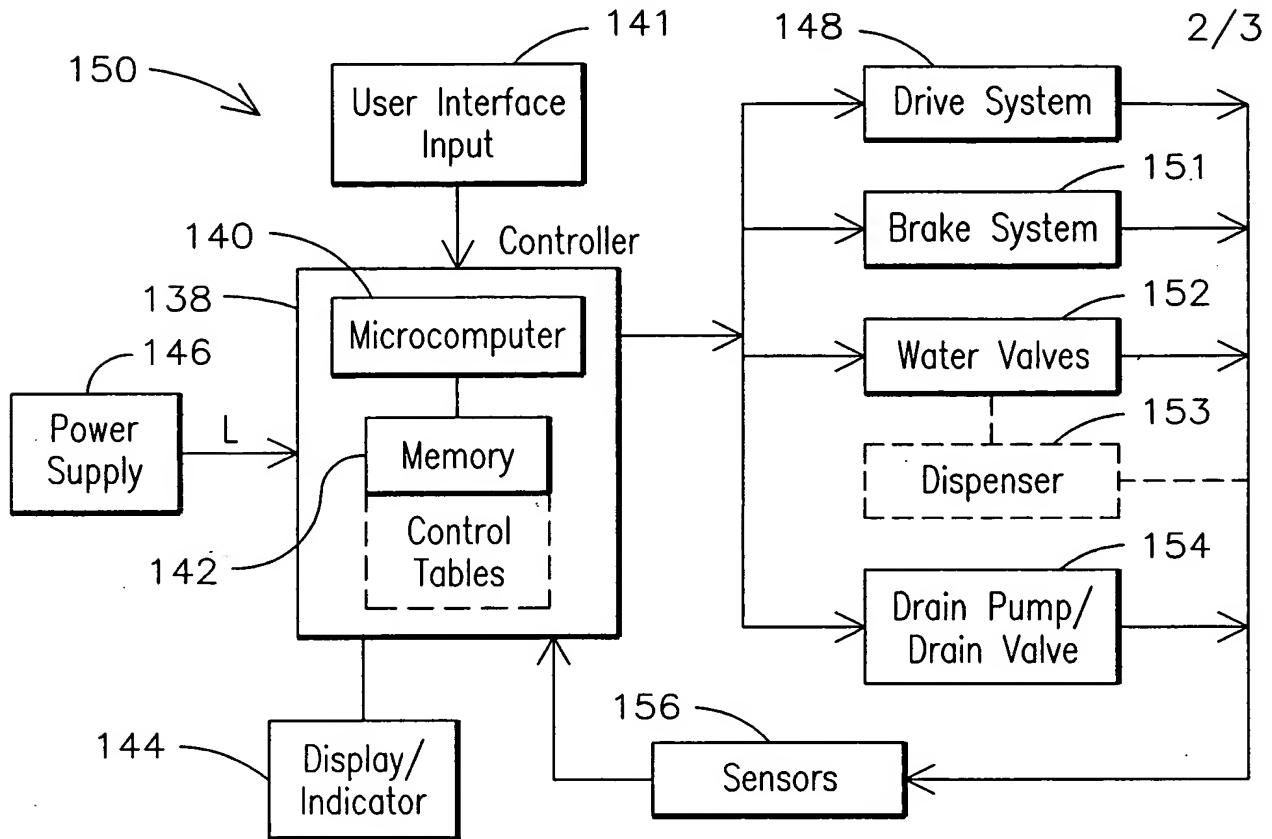 2/3
150
141
User Interface
Input
148
Drive System
151
Brake System
140
Controller
138
Microcomputer
152
Water Valves
146
Power
Supply
L
Memory
153
Dispenser
142
Control
Tables
154
Drain Pump/
Drain Valve
156
Sensors
144
Display/
Indicator